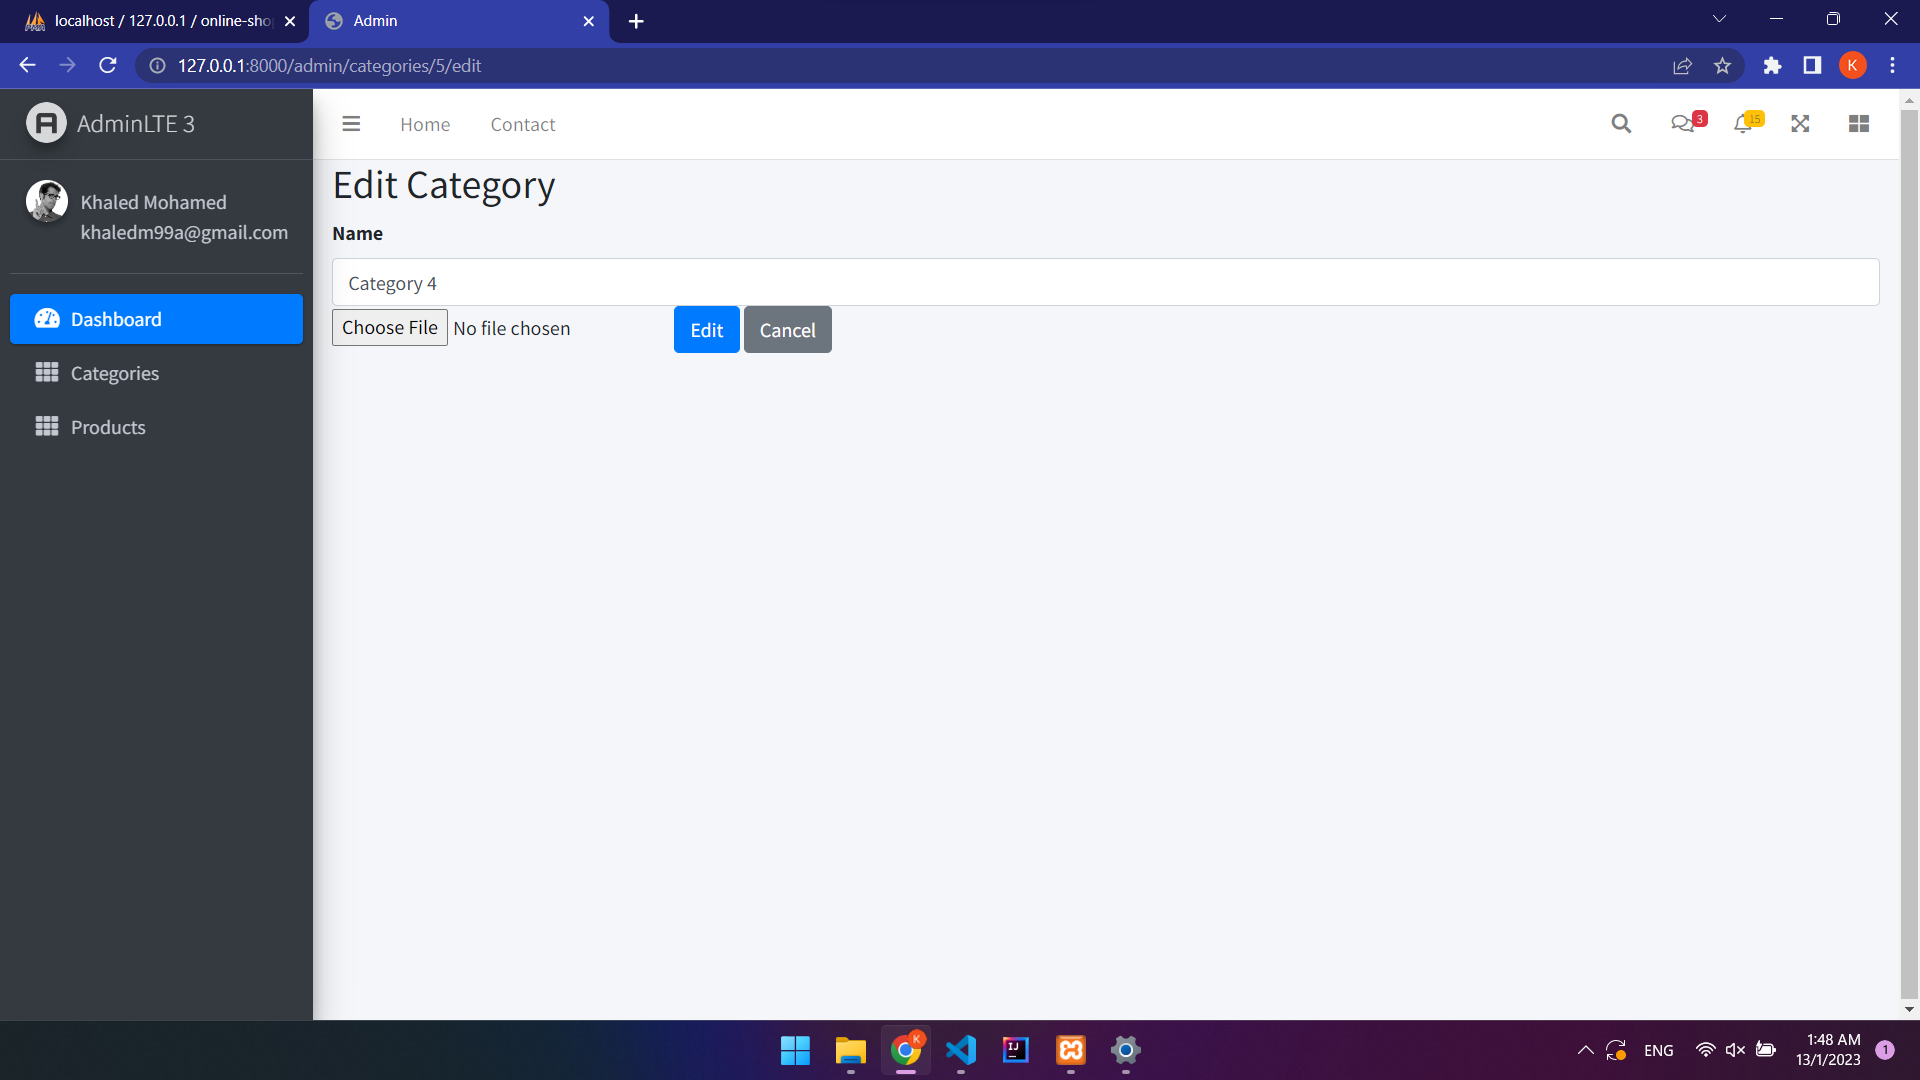 localhost / 127.0.0.1 / online-sho
Admin
127.0.0.1:8000/admin/categories/5/edit
K
AdminLTE 3
Home
Contact
3
15
Khaled Mohamed
khaledm99a@gmail.com
Dashboard
Categories
Products
Edit Category
Name
Category 4
Choose File No file chosen
Edit
Cancel
K
IJ
ENG
1:48 AM
13/1/2023
1